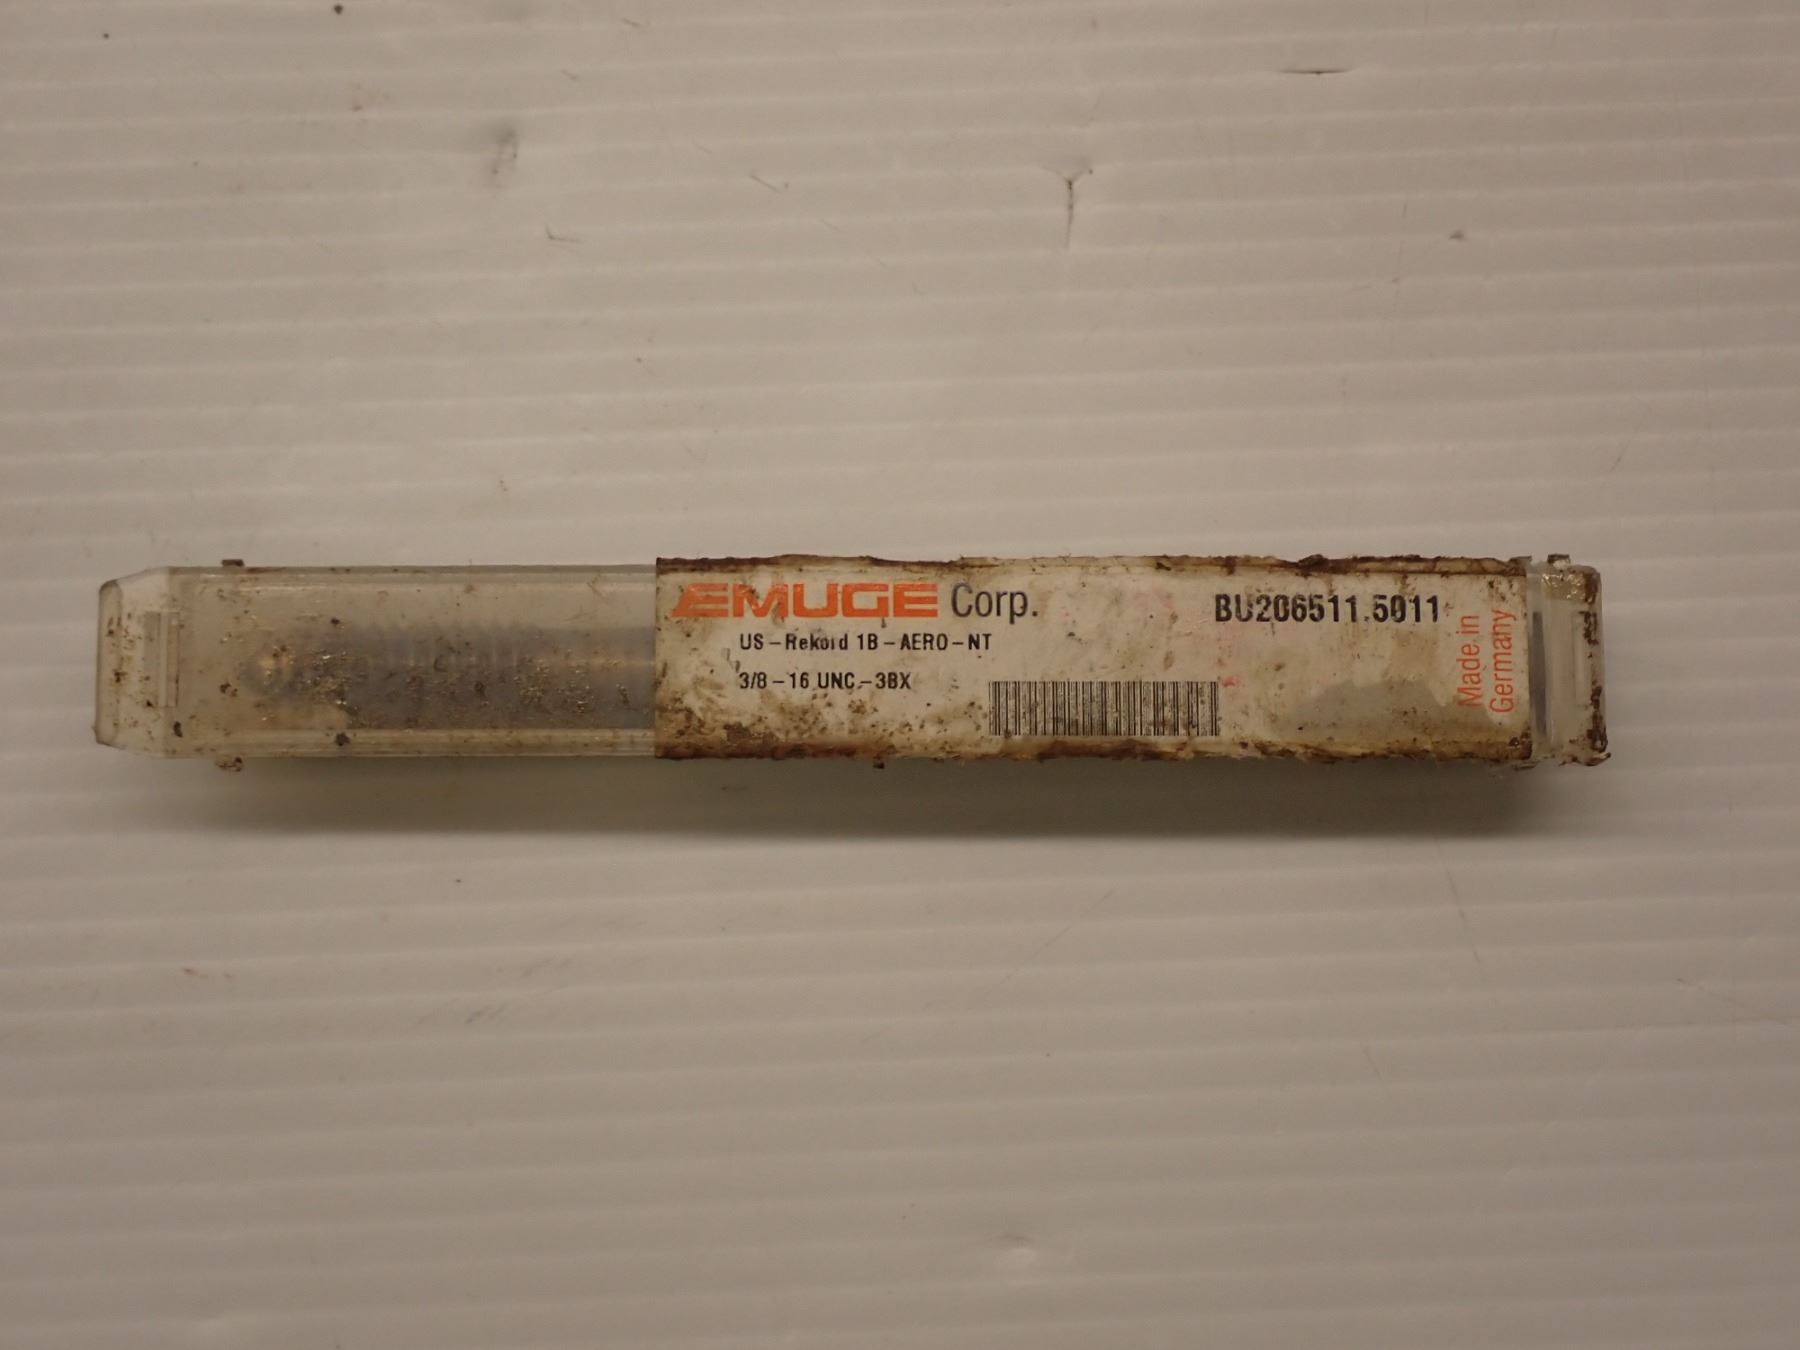 EMUGE Corp.
BU206511.5011
US-Rekord 1B-AERO-NT
3/8-16 UNC-3BX
Made in
Germany